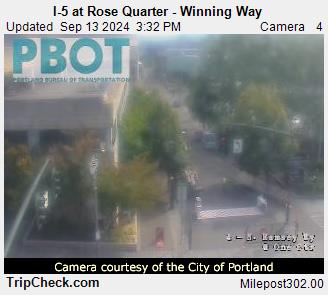 I-5 at Rose Quarter - Winning Way
Updated Sep 13 2024 3:32 PM Camera 4
PBOT
PORTLAND BUREAU OF TRANSPORTATION
Camera courtesy of the City of Portland
TripCheck.com Milepost302.00